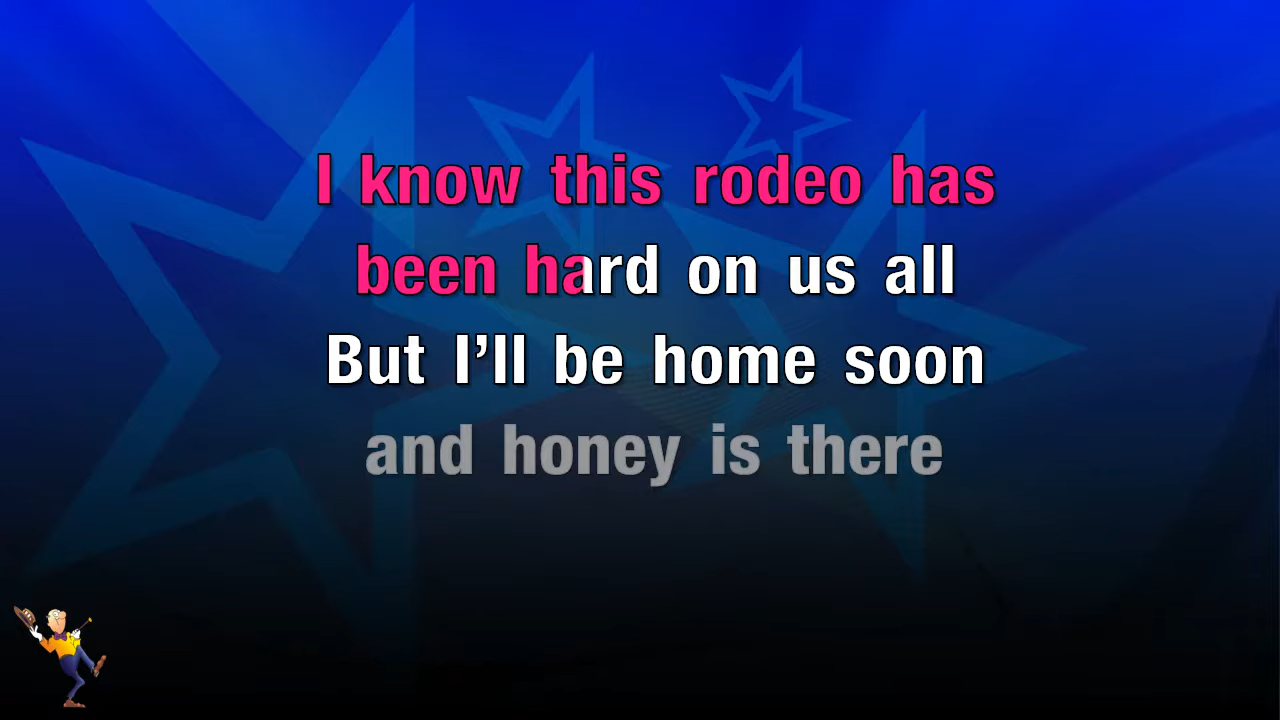 I know this rodeo has
been hard on us all
But I’ll be home soon
and honey is there